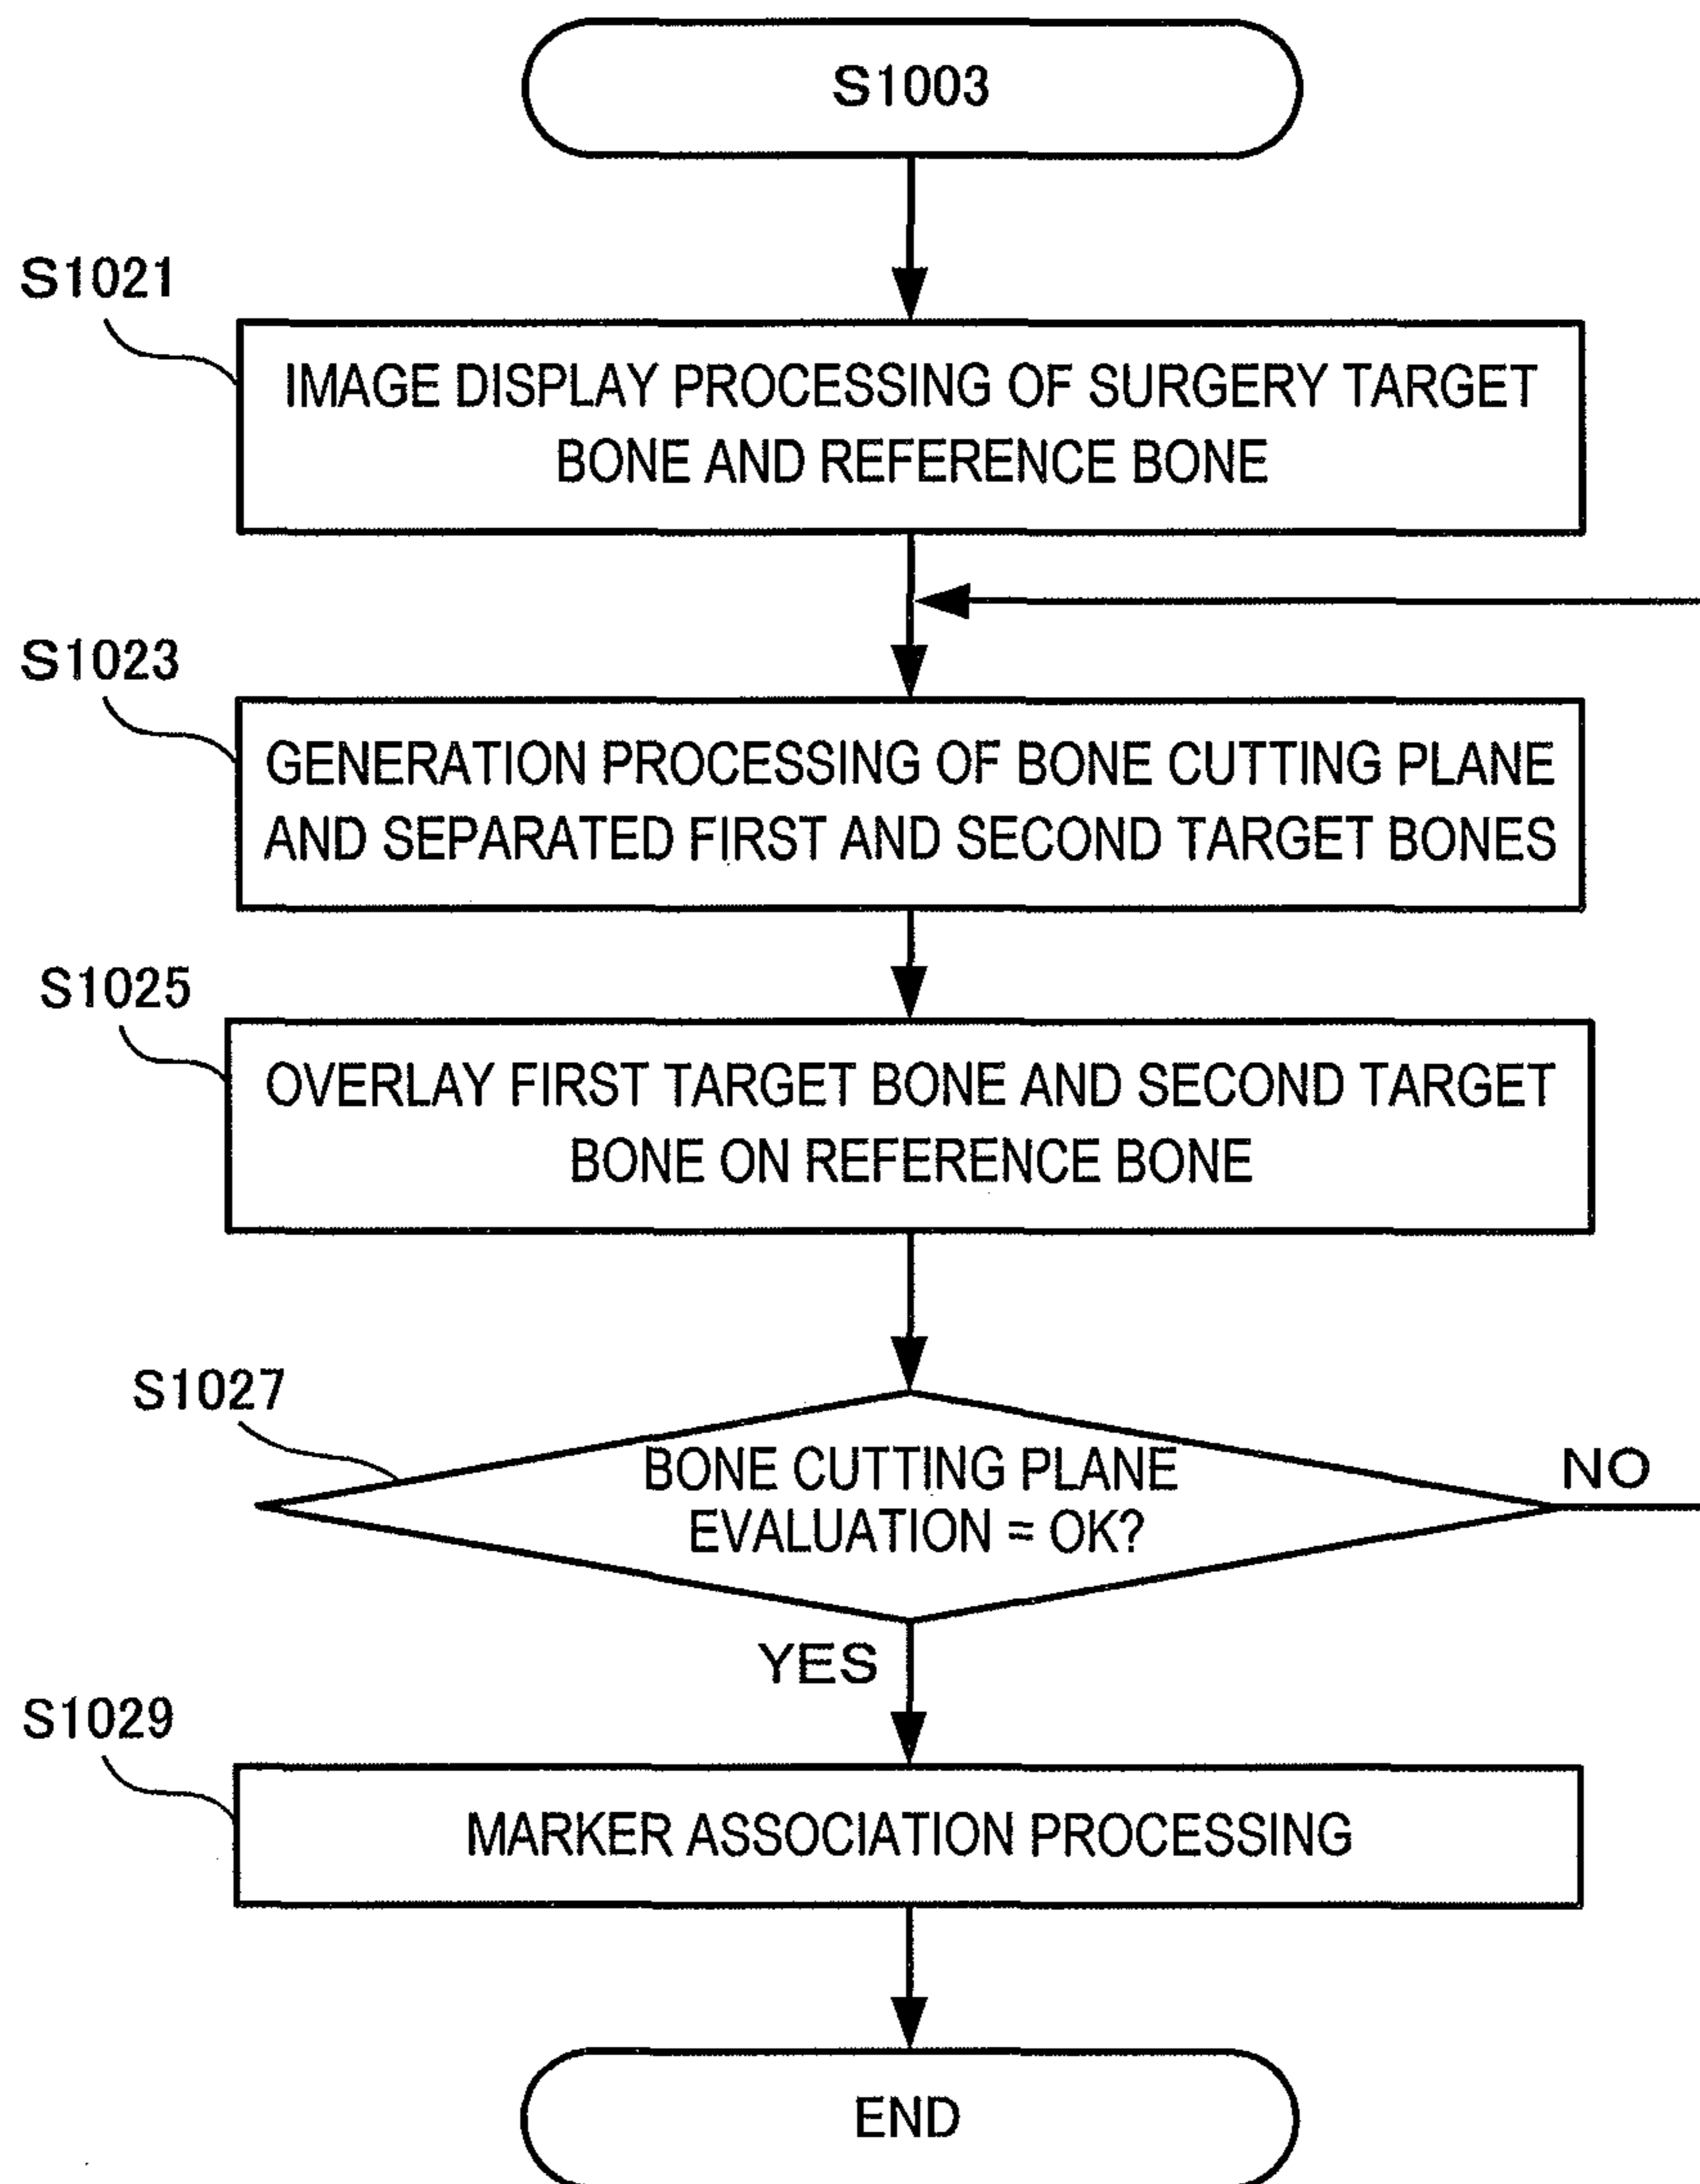 S1003
S1021
IMAGE DISPLAY PROCESSING OF SURGERY TARGET
BONE AND REFERENCE BONE
S1023
GENERATION PROCESSING OF BONE CUTTING PLANE
AND SEPARATED FIRST AND SECOND TARGET BONES
S1025
OVERLAY FIRST TARGET BONE AND SECOND TARGET
BONE ON REFERENCE BONE
S1027
BONE CUTTING PLANE
EVALUATION = OK?
NO
YES
S1029
MARKER ASSOCIATION PROCESSING
END